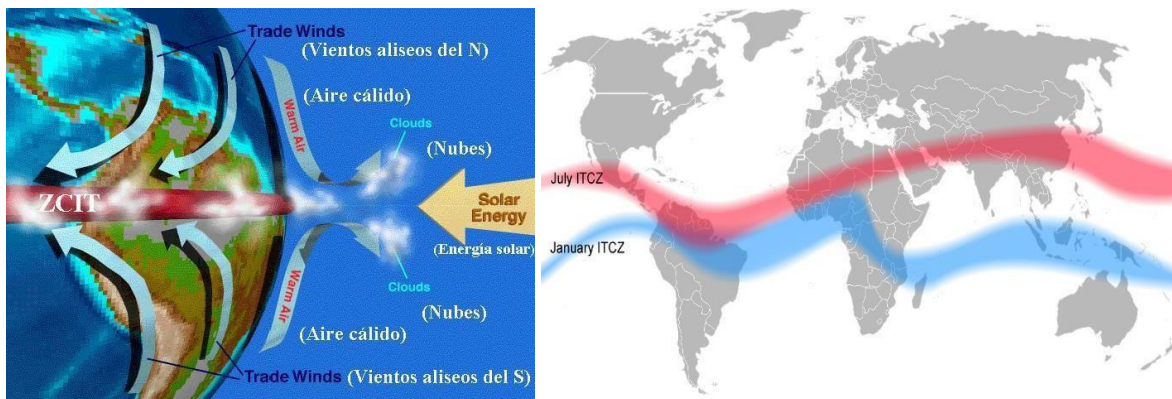 Trade Winds
(Vientos aliseos del N)
Warm Air
(Aire cálido)
Clouds
(Nubes)
ZCIT
Solar
Energy
(Energía solar)
Clouds
(Nubes)
Warm Air
(Aire cálido)
Trade Winds (Vientos aliseos del S)
July ITCZ
January ITCZ